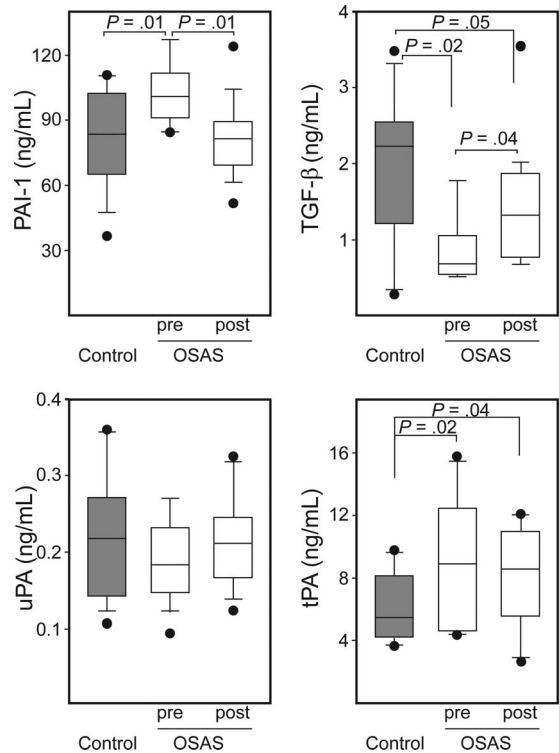 P = .01 P = .01
120
90
60
30
PAI-1 (ng/mL)
pre post
Control OSAS
P = .05
P = .02
P = .04
4
3
2
1
TGF-β (ng/mL)
pre post
Control OSAS
0.4
0.3
0.2
0.1
uPA (ng/mL)
pre post
Control OSAS
P = .04
P = .02
16
12
8
4
tPA (ng/mL)
pre post
Control OSAS